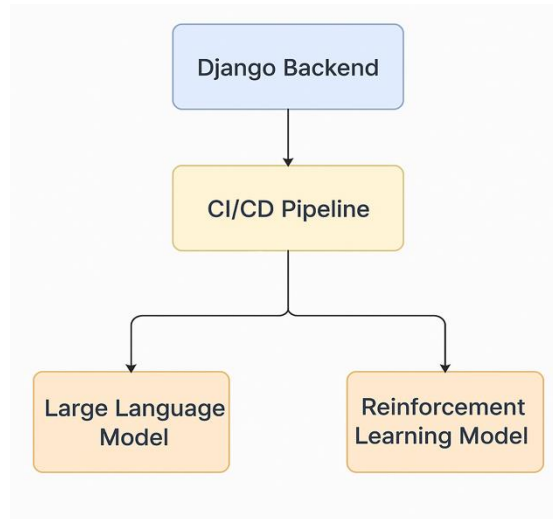 Django Backend
CI/CD Pipeline
Large Language
Model
Reinforcement
Learning Model